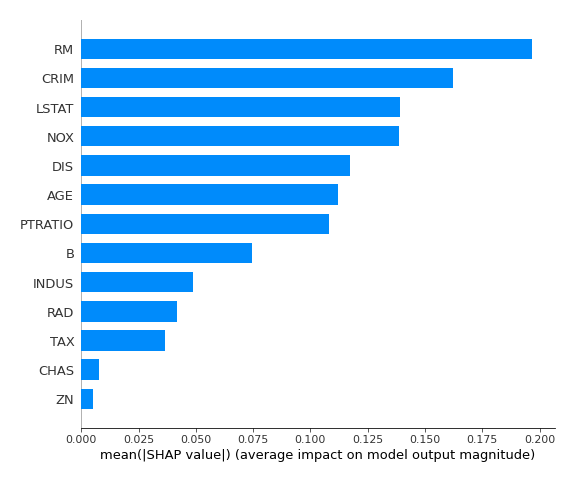 RM
CRIM
LSTAT
NOX
DIS
AGE
PTRATIO
B
INDUS
RAD
TAX
CHAS
ZN
0.000 0.025 0.050 0.075 0.100 0.125 0.150 0.175 0.200
mean(|SHAP value|) (average impact on model output magnitude)